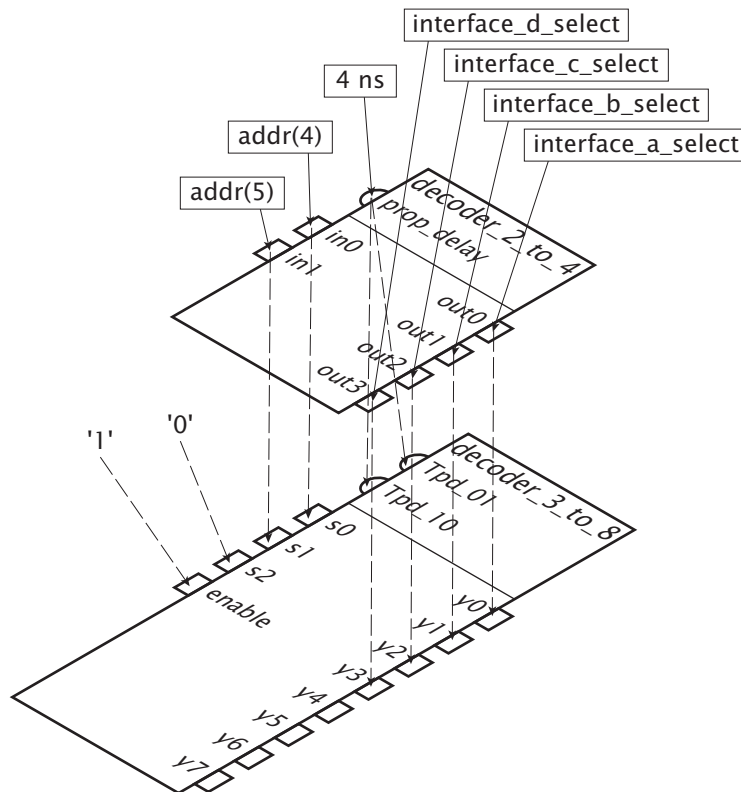 interface_d_select
4 ns
interface_c_select
interface_b_select
addr(4)
interface_a_select
addr(5)
decoder_2_to_4
prop_delay
in0
in1
out0
out1
out2
out3
'0'
'1'
decoder_3_to_8
Tpd_01
Tpd_10
s0
s1
s2
enable
y0
y1
y2
y3
y4
y5
y6
y7